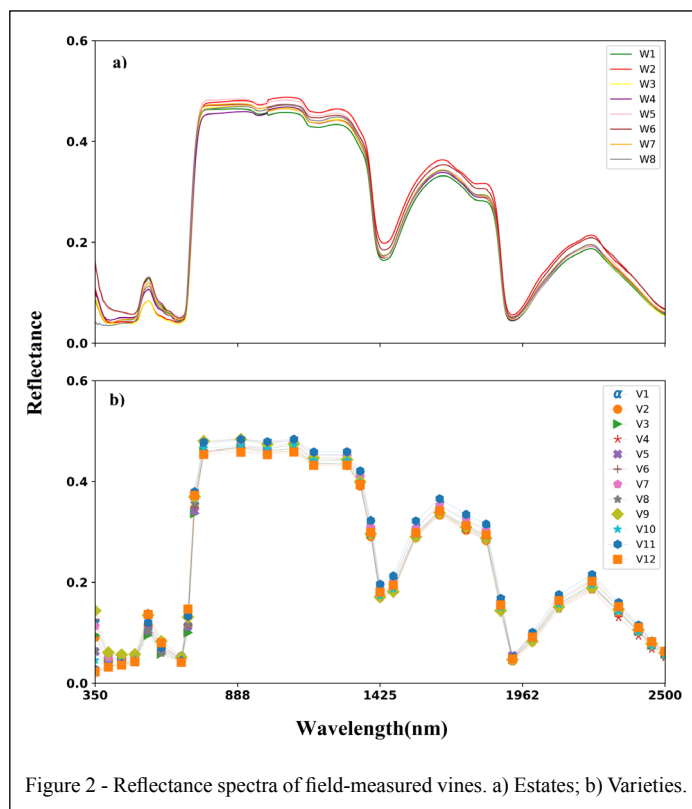 0.6
a)
W1
W2
W3
W4
W5
W6
W7
W8
0.4
0.2
0.0
Reflectance
0.6
b)
α V1
V2
V3
V4
V5
V6
V7
V8
V9
V10
V11
V12
0.4
0.2
0.0
350 888 1425 1962 2500
Wavelength(nm)
Figure 2 - Reflectance spectra of field-measured vines. a) Estates; b) Varieties.